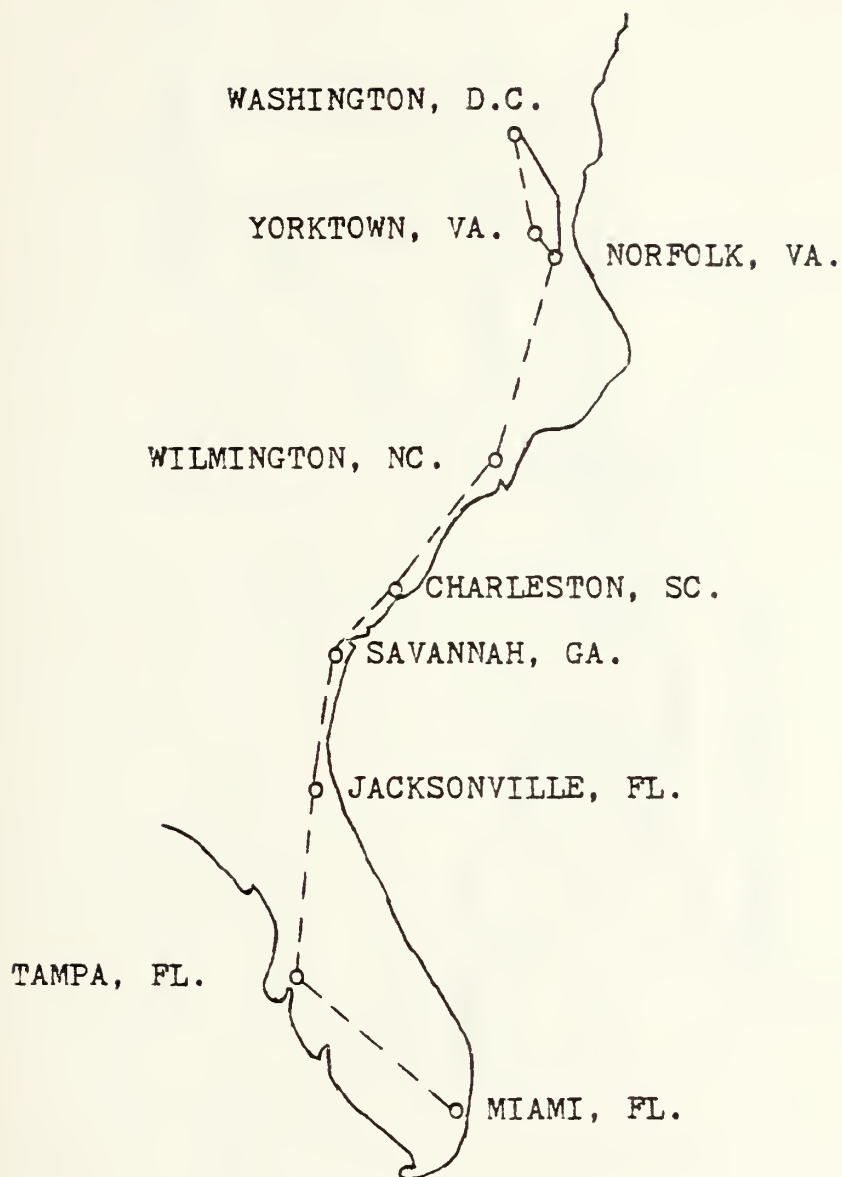 WASHINGTON, D.C.
YORKTOWN, VA.
NORFOLK, VA.
WILMINGTON, NC.
CHARLESTON, SC.
SAVANNAH, GA.
JACKSONVILLE, FL.
TAMPA, FL.
MIAMI, FL.